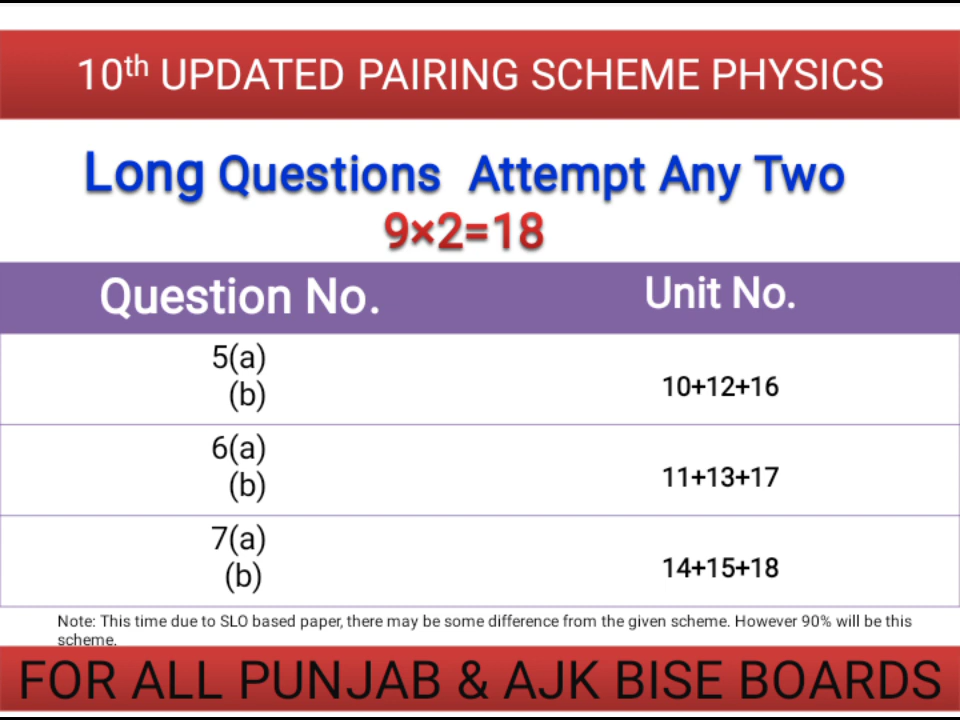 10th UPDATED PAIRING SCHEME PHYSICS
Long Questions Attempt Any Two
9×2=18
Question No. Unit No.
5(a)
(b)
10+12+16
6(a)
(b)
11+13+17
7(a)
(b)
14+15+18
Note: This time due to SLO based paper, there may be some difference from the given scheme. However 90% will be this
scheme.
FOR ALL PUNJAB & AJK BISE BOARDS